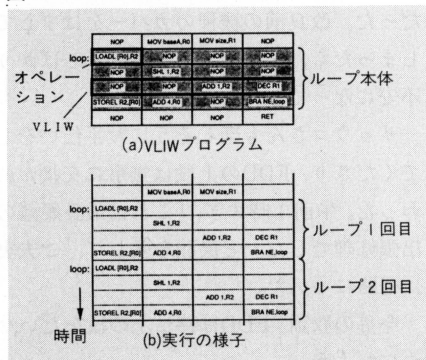 NOP MOV baseA,R0 MOV size,R1 NOP
loop: LOADL [R0],R2 NOP NOP NOP
オペレーション NOP SHL 1,R2 NOP NOP ループ本体
NOP NOP ADD 1,R2 DEC R1
VLIW STOREL R2,[R0] ADD 4,R0 NOP BRA NE,loop
NOP NOP NOP RET
(a)VLIWプログラム
MOV baseA,R0 MOV size,R1
loop: LOADL [R0],R2
SHL 1,R2
ループ1回目
ADD 1,R2 DEC R1
STOREL R2,[R0] ADD 4,R0 BRA NE,loop
loop: LOADL [R0],R2
SHL 1,R2
ループ2回目
ADD 1,R2 DEC R1
STOREL R2,[R0] ADD 4,R0 BRA NE,loop
時間
(b)実行の様子